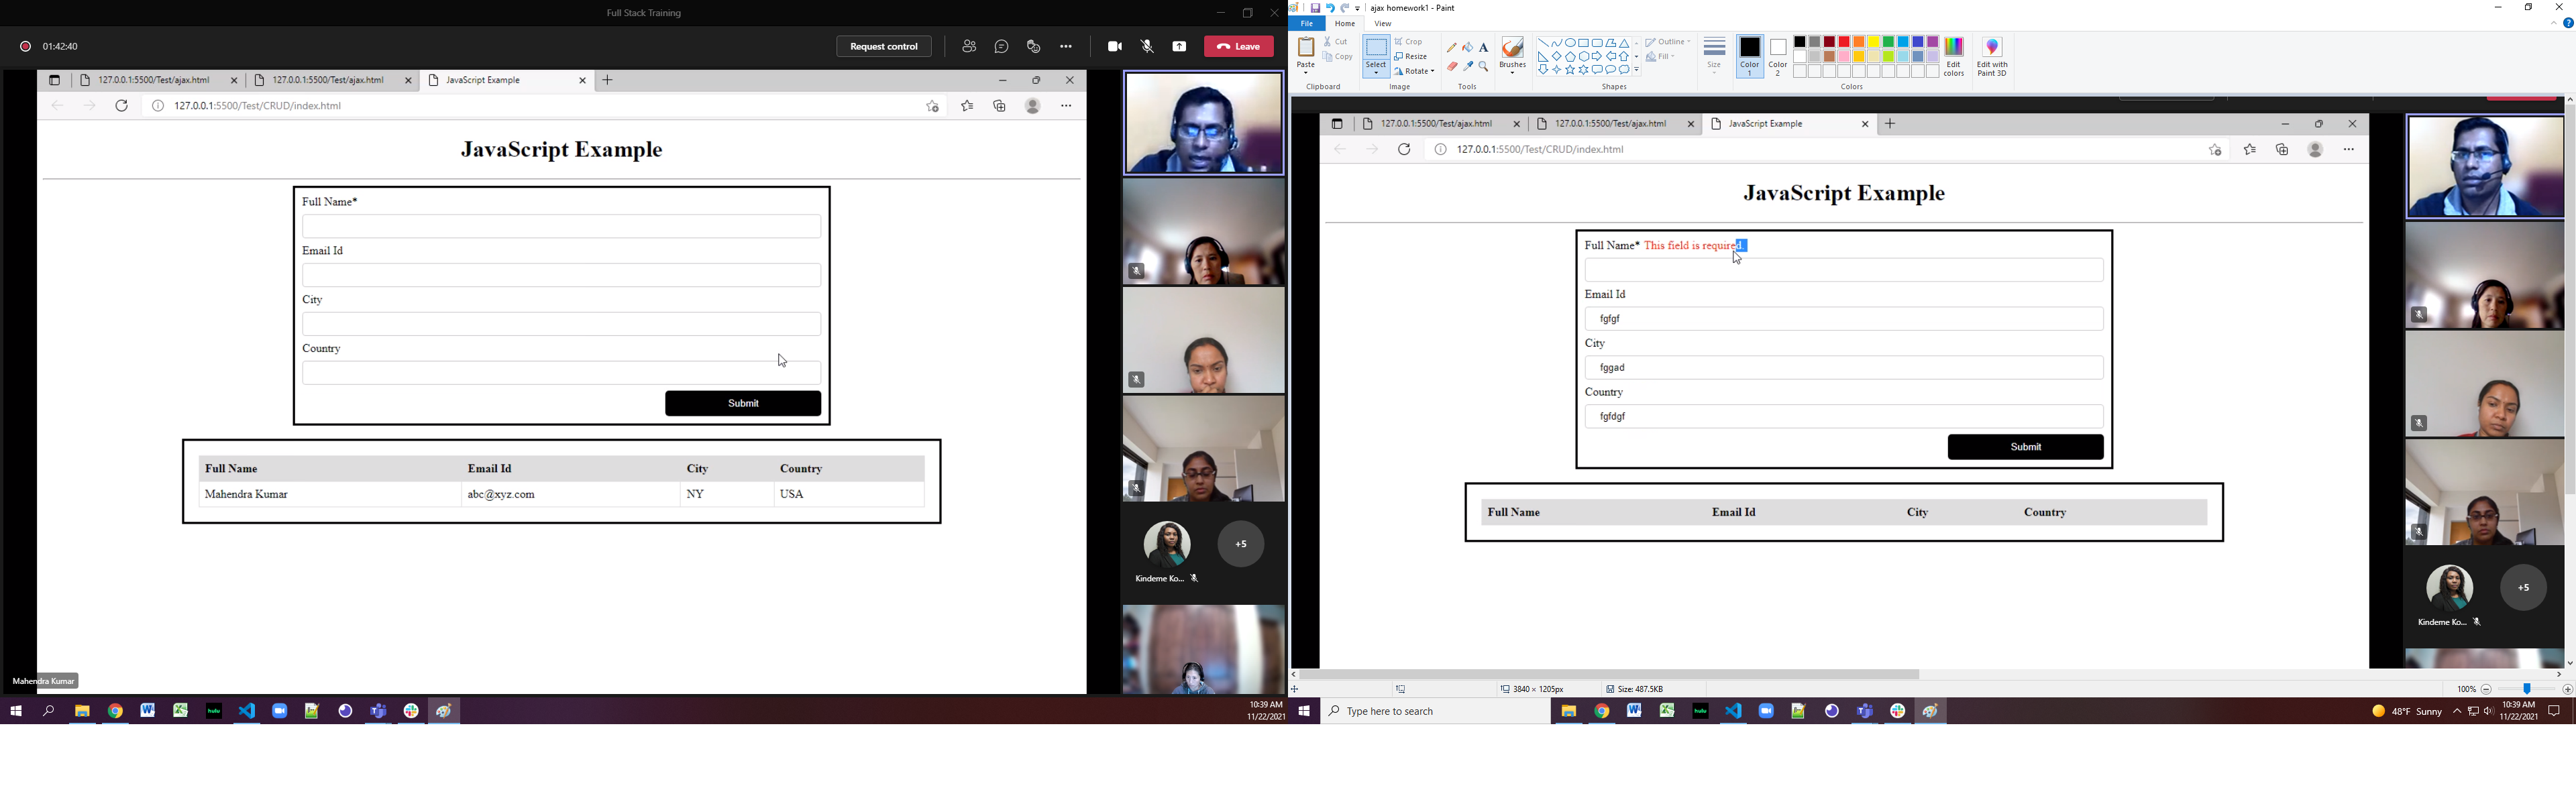 Full Stack Training
01:42:40
Request control
Leave
127.0.0.1:5500/Test/ajax.html
127.0.0.1:5500/Test/ajax.html
JavaScript Example
127.0.0.1:5500/Test/CRUD/index.html
JavaScript Example
Full Name*
Email Id
City
Country
Submit
Full Name Email Id City Country
Mahendra Kumar abc@xyz.com NY USA
Kindeme Ko...
+5
Mahendra Kumar
hulu
10:39 AM
11/22/2021
ajax homework1 - Paint
File Home View
Paste
Cut
Copy
Clipboard
Select
Crop
Resize
Rotate
Image
A
Tools
Brushes
Outline
Fill
Shapes
Size
Color
1
Color
2
Edit
colors
Colors
Edit with
Paint 3D
127.0.0.1:5500/Test/ajax.html
127.0.0.1:5500/Test/ajax.html
JavaScript Example
127.0.0.1:5500/Test/CRUD/index.html
JavaScript Example
Full Name* This field is required.
Email Id
fgfgf
City
fggad
Country
fgfdgf
Submit
Full Name Email Id City Country
Kindeme Ko...
+5
3840 × 1205px
Size: 487.5KB
100%
Type here to search
hulu
48°F Sunny
10:39 AM
11/22/2021